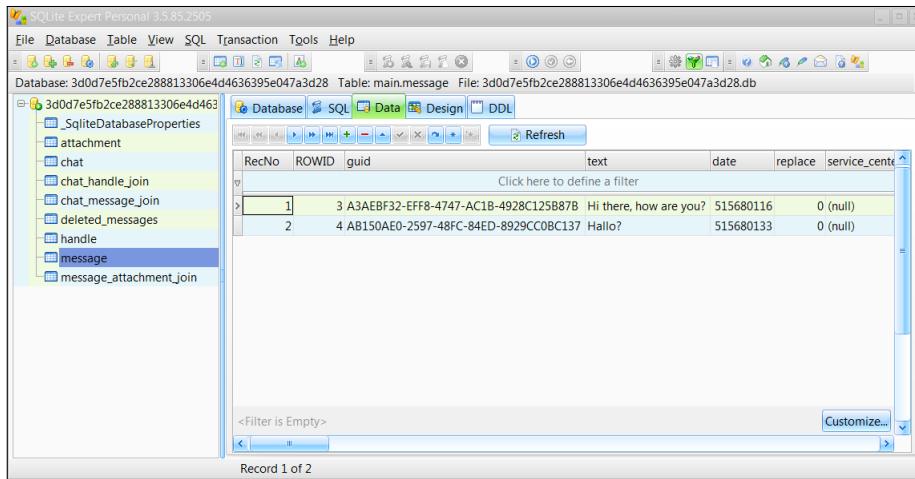 SQLite Expert Personal 3.5.85.2505
File Database Table View SQL Transaction Tools Help
Database: 3d0d7e5fb2ce288813306e4d4636395e047a3d28 Table: main.message File: 3d0d7e5fb2ce288813306e4d4636395e047a3d28.db
3d0d7e5fb2ce288813306e4d463
_SqliteDatabaseProperties
attachment
chat
chat_handle_join
chat_message_join
deleted_messages
handle
message
message_attachment_join
Database SQL Data Design DDL
Refresh
RecNo ROWID guid text date replace service_cente
Click here to define a filter
1 3 A3AEBF32-EFF8-4747-AC1B-4928C125B87B Hi there, how are you? 515680116 0 (null)
2 4 AB150AE0-2597-48FC-84ED-8929CC0BC137 Hallo? 515680133 0 (null)
<Filter is Empty>
Customize...
Record 1 of 2